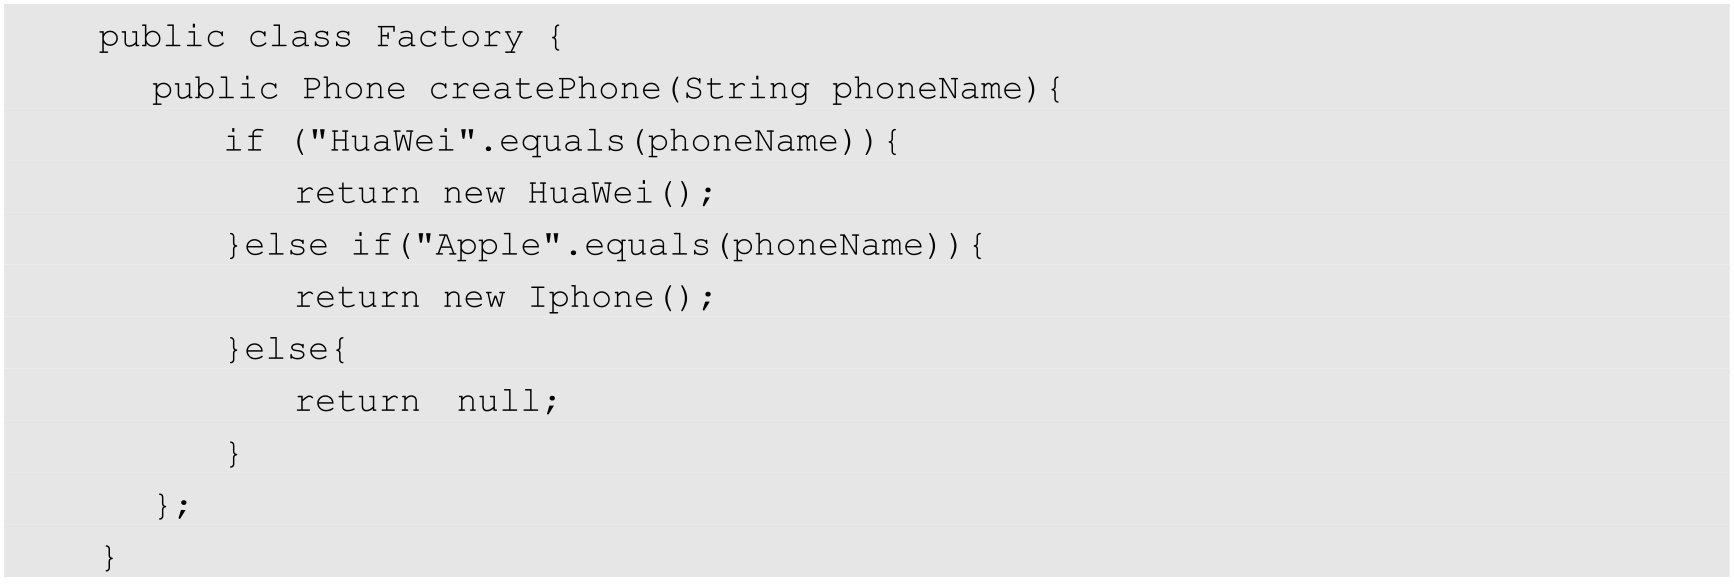 public class Factory {
public Phone createPhone(String phoneName){
if ("HuaWei".equals(phoneName)){
return new HuaWei();
}else if("Apple".equals(phoneName)){
return new Iphone();
}else{
return null;
}
};
}